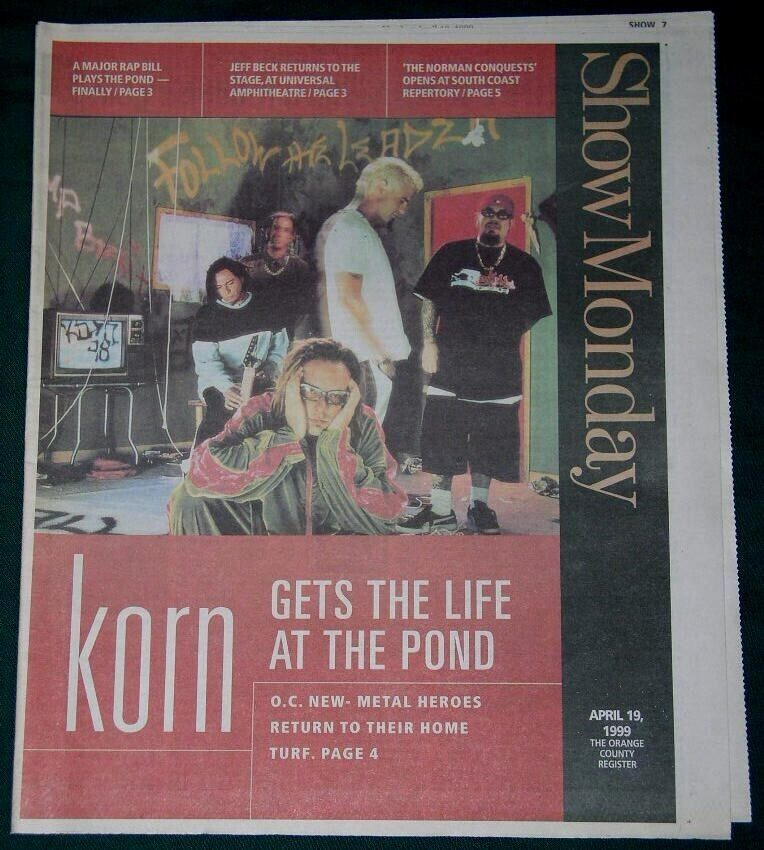 SHOW 7
A MAJOR RAP BILL
PLAYS THE POND —
FINALLY / PAGE 3
JEFF BECK RETURNS TO THE
STAGE, AT UNIVERSAL
AMPHITHEATRE / PAGE 3
'THE NORMAN CONQUESTS'
OPENS AT SOUTH COAST
REPERTORY / PAGE 5
Show Monday
FOLLOW
korn
GETS THE LIFE
AT THE POND
O.C. NEW- METAL HEROES
RETURN TO THEIR HOME
TURF. PAGE 4
APRIL 19,
1999
THE ORANGE
COUNTY
REGISTER